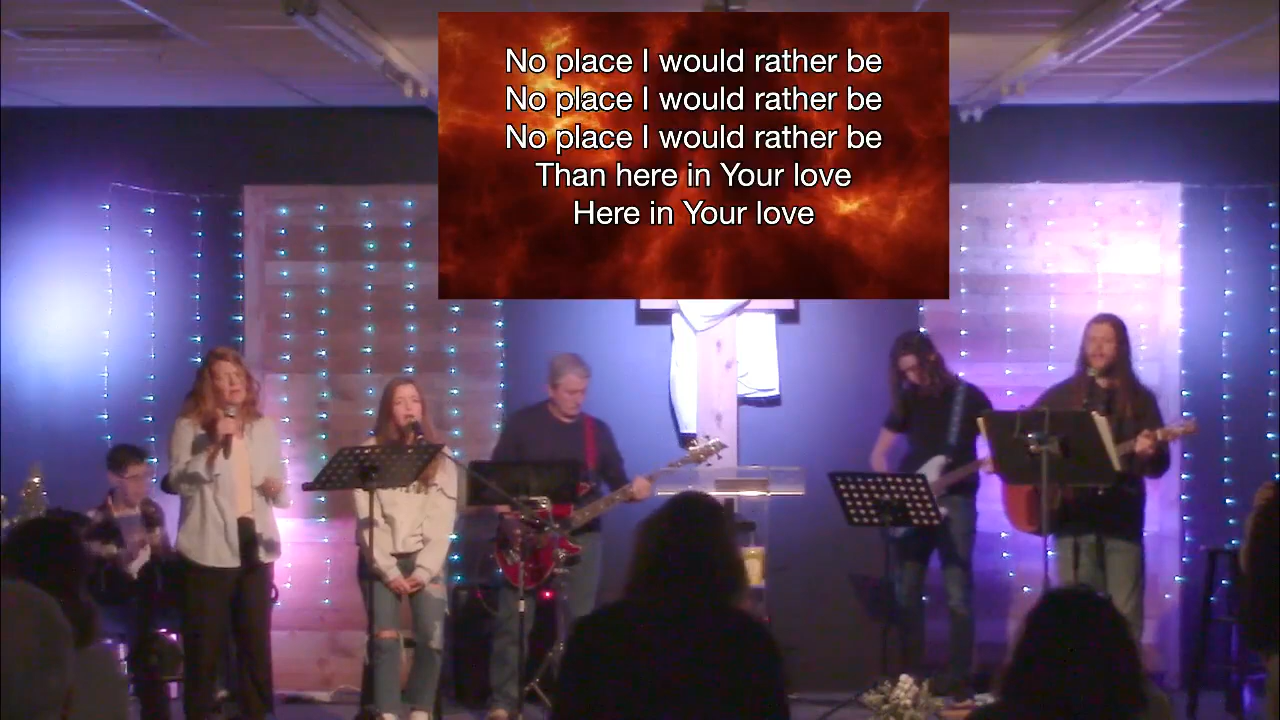 No place I would rather be
No place I would rather be
No place I would rather be
Than here in Your love
Here in Your love